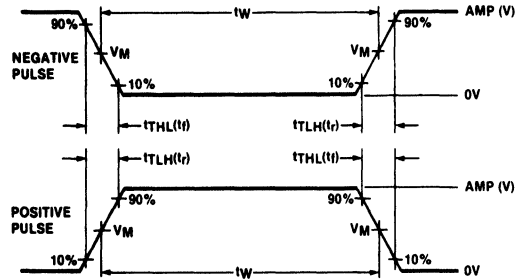 tW
AMP (V)
90%
90%
NEGATIVE
PULSE
VM
VM
10%
10%
0V
tTHL(tf)
tTLH(tr)
tTLH(tr)
tTHL(tf)
AMP (V)
90%
90%
POSITIVE
PULSE
VM
VM
10%
10%
tW
0V